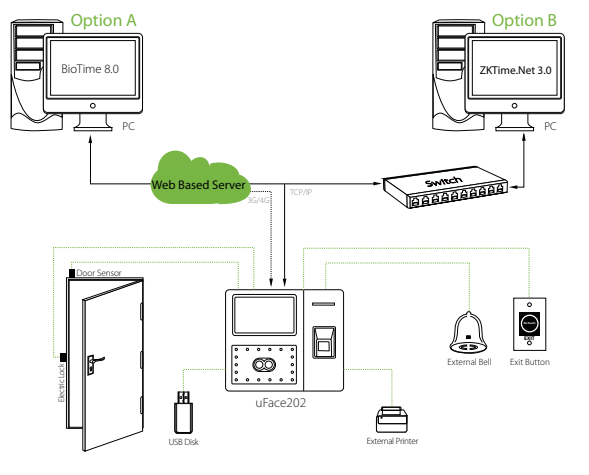 Option A
Option B
BioTime 8.0
ZKTime.Net 3.0
PC
PC
Web Based Server
Switch
3G/4G
TCP/IP
Door Sensor
Electric Lock
EXIT
External Bell
Exit Button
uFace202
USB Disk
External Printer